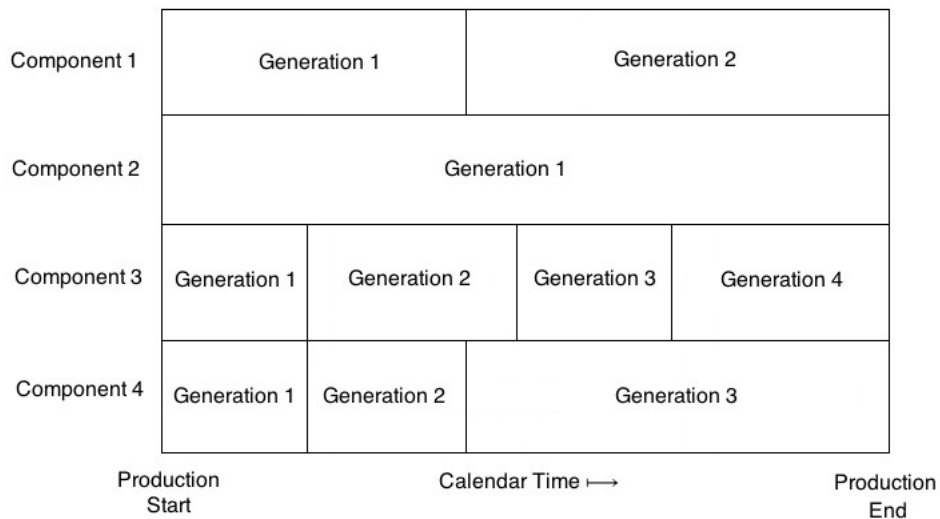 Component 1
Generation 1
Generation 2
Component 2
Generation 1
Component 3
Generation 1
Generation 2
Generation 3
Generation 4
Component 4
Generation 1
Generation 2
Generation 3
Production
Start
Calendar Time ⟼
Production
End